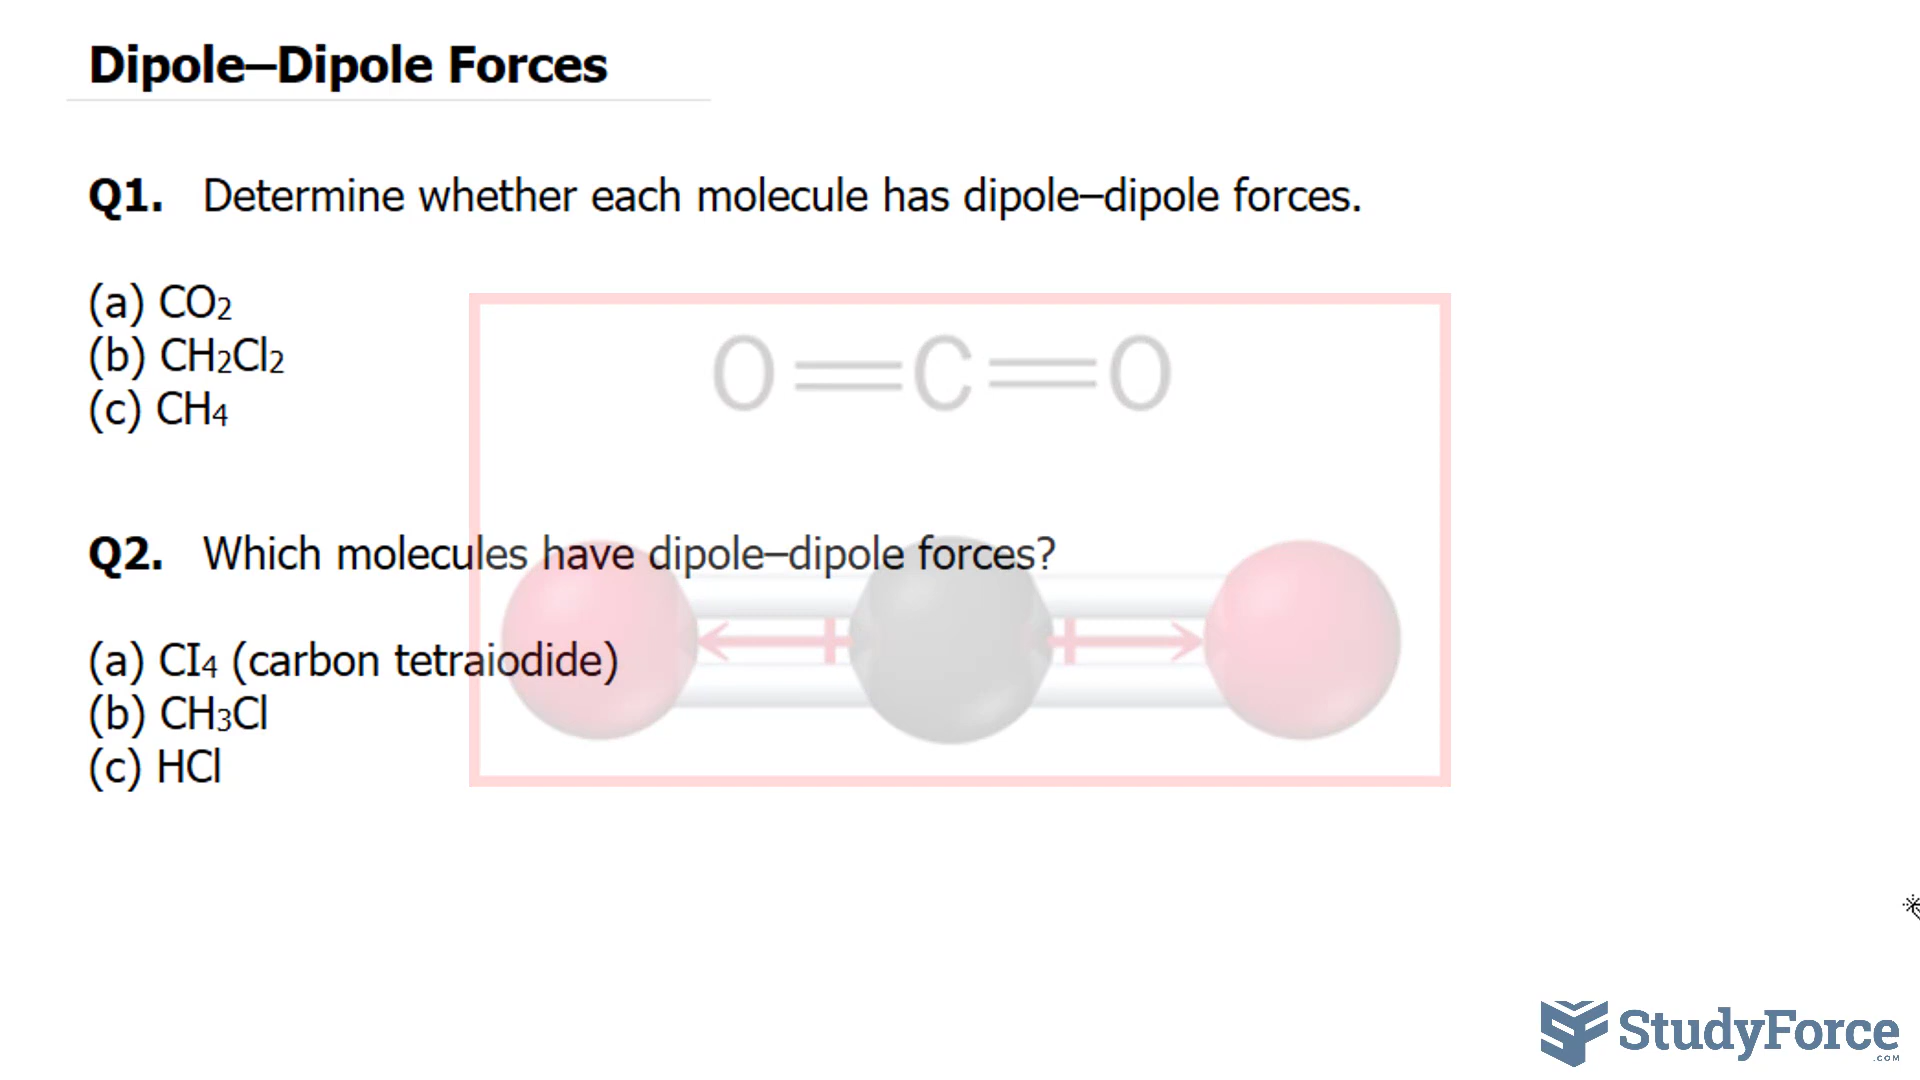 Dipole–Dipole Forces
Q1. Determine whether each molecule has dipole–dipole forces.
(a) CO2
(b) CH2Cl2
(c) CH4
O=C=O
Q2. Which molecules have dipole–dipole forces?
(a) CI4 (carbon tetraiodide)
(b) CH3Cl
(c) HCl
StudyForce
.COM